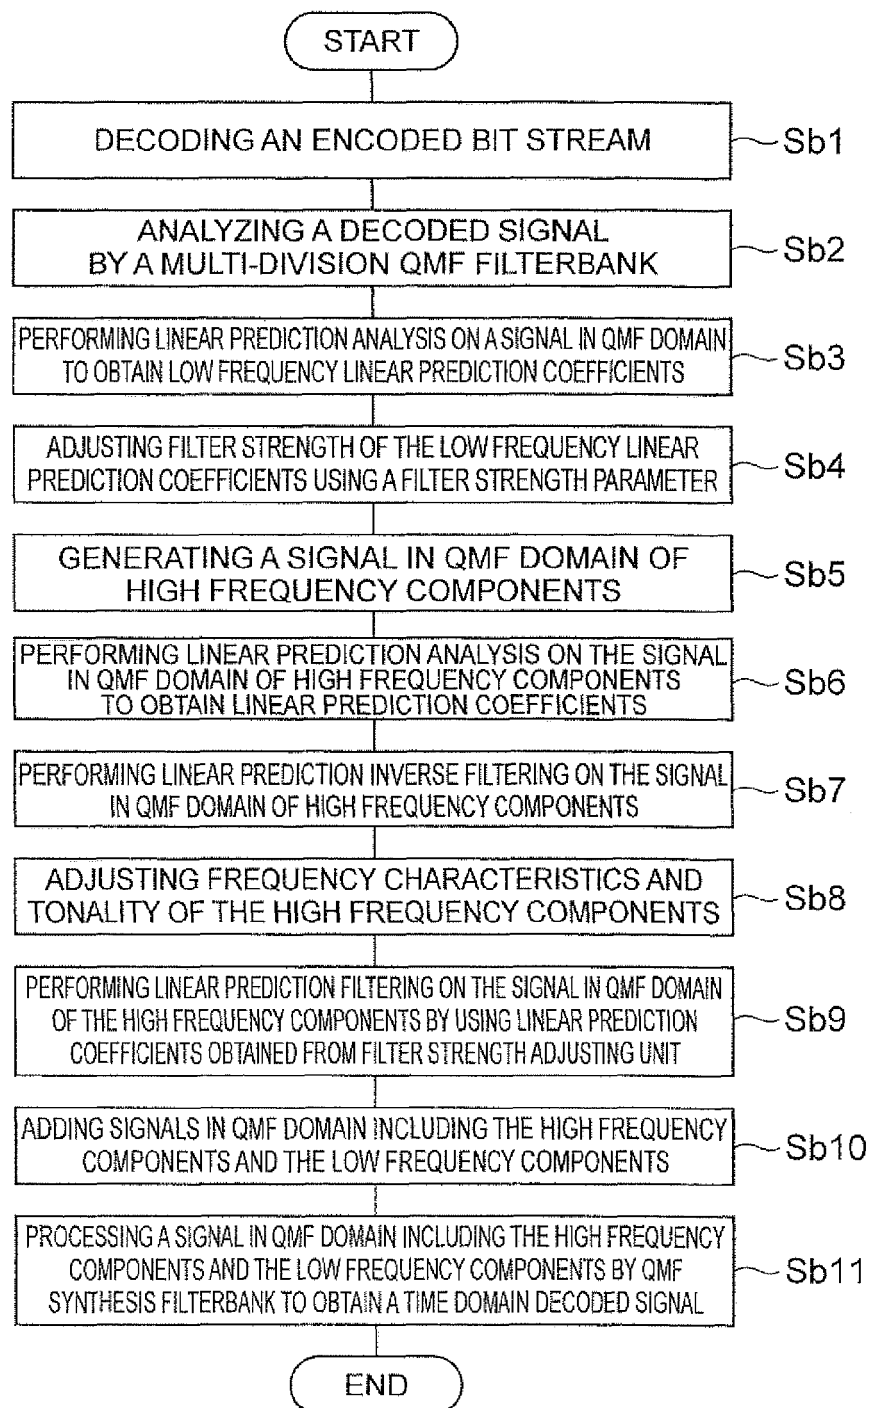 START
DECODING AN ENCODED BIT STREAM
Sb1
ANALYZING A DECODED SIGNAL
BY A MULTI-DIVISION QMF FILTERBANK
Sb2
PERFORMING LINEAR PREDICTION ANALYSIS ON A SIGNAL IN QMF DOMAIN
TO OBTAIN LOW FREQUENCY LINEAR PREDICTION COEFFICIENTS
Sb3
ADJUSTING FILTER STRENGTH OF THE LOW FREQUENCY LINEAR
PREDICTION COEFFICIENTS USING A FILTER STRENGTH PARAMETER
Sb4
GENERATING A SIGNAL IN QMF DOMAIN OF
HIGH FREQUENCY COMPONENTS
Sb5
PERFORMING LINEAR PREDICTION ANALYSIS ON THE SIGNAL
IN QMF DOMAIN OF HIGH FREQUENCY COMPONENTS
TO OBTAIN LINEAR PREDICTION COEFFICIENTS
Sb6
PERFORMING LINEAR PREDICTION INVERSE FILTERING ON THE SIGNAL
IN QMF DOMAIN OF HIGH FREQUENCY COMPONENTS
Sb7
ADJUSTING FREQUENCY CHARACTERISTICS AND
TONALITY OF THE HIGH FREQUENCY COMPONENTS
Sb8
PERFORMING LINEAR PREDICTION FILTERING ON THE SIGNAL IN QMF DOMAIN
OF THE HIGH FREQUENCY COMPONENTS BY USING LINEAR PREDICTION
COEFFICIENTS OBTAINED FROM FILTER STRENGTH ADJUSTING UNIT
Sb9
ADDING SIGNALS IN QMF DOMAIN INCLUDING THE HIGH FREQUENCY
COMPONENTS AND THE LOW FREQUENCY COMPONENTS
Sb10
PROCESSING A SIGNAL IN QMF DOMAIN INCLUDING THE HIGH FREQUENCY
COMPONENTS AND THE LOW FREQUENCY COMPONENTS BY QMF
SYNTHESIS FILTERBANK TO OBTAIN A TIME DOMAIN DECODED SIGNAL
Sb11
END